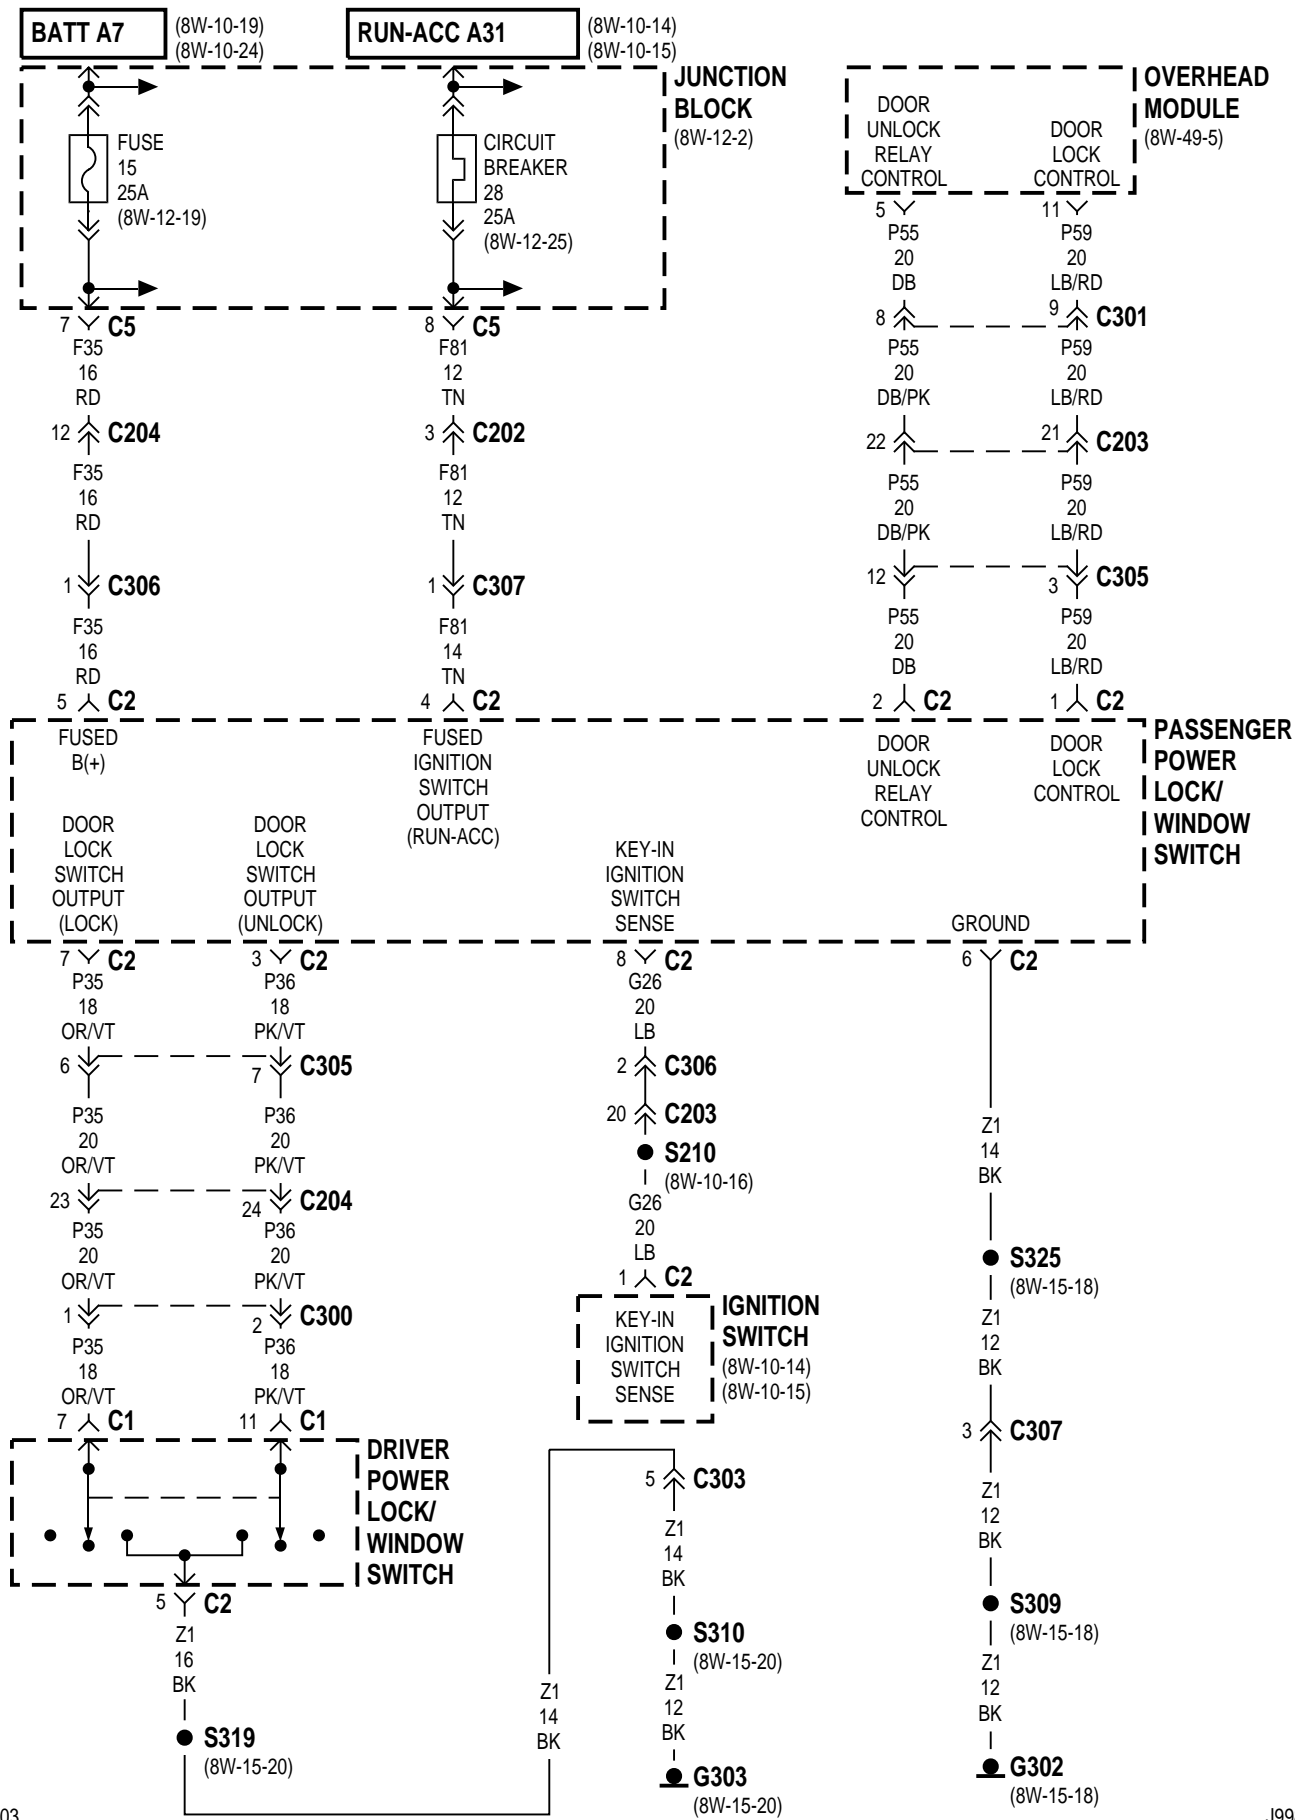 BATT A7
(8W-10-19)
(8W-10-24)
RUN-ACC A31
(8W-10-14)
(8W-10-15)
JUNCTION
BLOCK
(8W-12-2)
FUSE
15
25A
(8W-12-19)
CIRCUIT
BREAKER
28
25A
(8W-12-25)
OVERHEAD
MODULE
(8W-49-5)
DOOR
UNLOCK
RELAY
CONTROL
DOOR
LOCK
CONTROL
7 C5
F35
16
RD
12 C204
F35
16
RD
1 C306
F35
16
RD
5 C2
8 C5
F81
12
TN
3 C202
F81
12
TN
1 C307
F81
14
TN
4 C2
5
P55
20
DB
8
P55
20
DB/PK
22
P55
20
DB/PK
12
P55
20
DB
2 C2
11
P59
20
LB/RD
9 C301
P59
20
LB/RD
21 C203
P59
20
LB/RD
3 C305
P59
20
LB/RD
1 C2
PASSENGER
POWER
LOCK/
WINDOW
SWITCH
FUSED
B(+)
FUSED
IGNITION
SWITCH
OUTPUT
(RUN-ACC)
DOOR
UNLOCK
RELAY
CONTROL
DOOR
LOCK
CONTROL
DOOR
LOCK
SWITCH
OUTPUT
(LOCK)
DOOR
LOCK
SWITCH
OUTPUT
(UNLOCK)
KEY-IN
IGNITION
SWITCH
SENSE
GROUND
7 C2
P35
18
OR/VT
6
P35
20
OR/VT
23
P35
20
OR/VT
1
P35
18
OR/VT
7 C1
3 C2
P36
18
PK/VT
7 C305
P36
20
PK/VT
24 C204
P36
20
PK/VT
2 C300
P36
18
PK/VT
11 C1
DRIVER
POWER
LOCK/
WINDOW
SWITCH
5 C2
Z1
16
BK
S319
(8W-15-20)
Z1
14
BK
8 C2
G26
20
LB
2 C306
20 C203
S210
(8W-10-16)
G26
20
LB
1 C2
KEY-IN
IGNITION
SWITCH
SENSE
IGNITION
SWITCH
(8W-10-14)
(8W-10-15)
5 C303
Z1
14
BK
S310
(8W-15-20)
Z1
12
BK
G303
(8W-15-20)
6 C2
Z1
14
BK
S325
(8W-15-18)
Z1
12
BK
3 C307
Z1
12
BK
S309
(8W-15-18)
Z1
12
BK
G302
(8W-15-18)
03
J99